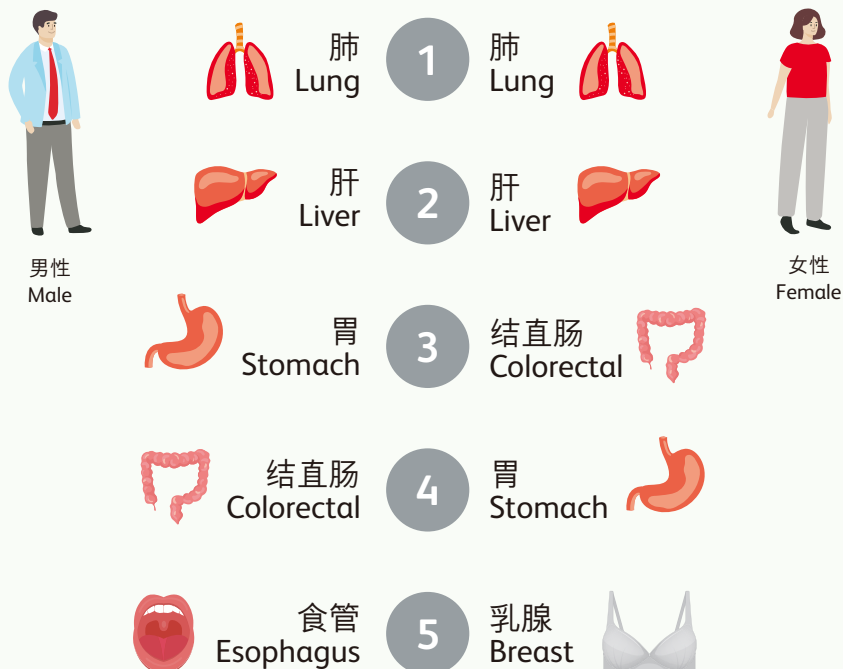 肺
Lung
1
肺
Lung
肝
Liver
2
肝
Liver
男性
Male
女性
Female
胃
Stomach
3
结直肠
Colorectal
结直肠
Colorectal
4
胃
Stomach
食管
Esophagus
5
乳腺
Breast